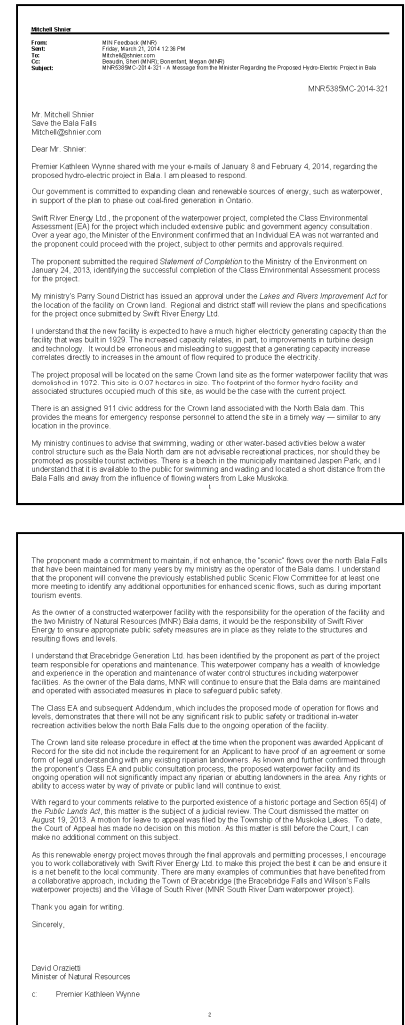 Mitchell Shnier
From: MIN Feedback (MNR)
Sent: Friday, March 21, 2014 12:36 PM
To: Mitchell@shnier.com
Cc: Beaudin, Sheri (MNR); Bonenfant, Megan (MNR)
Subject: MNR5385MC-2014-321 - A Message from the Minister Regarding the Proposed Hydro-Electric Project in Bala
MNR5385MC-2014-321
Mr. Mitchell Shnier
Save the Bala Falls
Mitchell@shnier.com
Dear Mr. Shnier:
Premier Kathleen Wynne shared with me your e-mails of January 8 and February 4, 2014, regarding the
proposed hydro-electric project in Bala. I am pleased to respond.
Our government is committed to expanding clean and renewable sources of energy, such as waterpower,
in support of the plan to phase out coal-fired generation in Ontario.
Swift River Energy Ltd., the proponent of the waterpower project, completed the Class Environmental
Assessment (EA) for the project which included extensive public and government agency consultation.
Over a year ago, the Minister of the Environment confirmed that an Individual EA was not warranted and
the proponent could proceed with the project, subject to other permits and approvals required.
The proponent submitted the required Statement of Completion to the Ministry of the Environment on
January 24, 2013, identifying the successful completion of the Class Environmental Assessment process
for the project.
My ministry's Parry Sound District has issued an approval under the Lakes and Rivers Improvement Act for
the location of the facility on Crown land. Regional and district staff will review the plans and specifications
for the project once submitted by Swift River Energy Ltd.
I understand that the new facility is expected to have a much higher electricity generating capacity than the
facility that was built in 1929. The increased capacity relates, in part, to improvements in turbine design
and technology. It would be erroneous and misleading to suggest that a generating capacity increase
correlates directly to increases in the amount of flow required to produce the electricity.
The project proposal will be located on the same Crown land site as the former waterpower facility that was
demolished in 1972. This site is 0.07 hectares in size. The footprint of the former hydro facility and
associated structures occupied much of this site, as would be the case with the current project.
There is an assigned 911 civic address for the Crown land associated with the North Bala dam. This
provides the means for emergency response personnel to attend the site in a timely way — similar to any
location in the province.
My ministry continues to advise that swimming, wading or other water-based activities below a water
control structure such as the Bala North dam are not advisable recreational practices, nor should they be
promoted as possible tourist activities. There is a beach in the municipally maintained Jaspen Park, and I
understand that it is available to the public for swimming and wading and located a short distance from the
Bala Falls and away from the influence of flowing waters from Lake Muskoka.
1
The proponent made a commitment to maintain, if not enhance, the "scenic" flows over the north Bala Falls
that have been maintained for many years by my ministry as the operator of the Bala dams. I understand
that the proponent will convene the previously established public Scenic Flow Committee for at least one
more meeting to identify any additional opportunities for enhanced scenic flows, such as during important
tourism events.
As the owner of a constructed waterpower facility with the responsibility for the operation of the facility and
the two Ministry of Natural Resources (MNR) Bala dams, it would be the responsibility of Swift River
Energy to ensure appropriate public safety measures are in place as they relate to the structures and
resulting flows and levels.
I understand that Bracebridge Generation Ltd. has been identified by the proponent as part of the project
team responsible for operations and maintenance. This waterpower company has a wealth of knowledge
and experience in the operation and maintenance of water control structures including waterpower
facilities. As the owner of the Bala dams, MNR will continue to ensure that the Bala dams are maintained
and operated with associated measures in place to safeguard public safety.
The Class EA and subsequent Addendum, which includes the proposed mode of operation for flows and
levels, demonstrates that there will not be any significant risk to public safety or traditional in-water
recreation activities below the north Bala Falls due to the ongoing operation of the facility.
The Crown land site release procedure in effect at the time when the proponent was awarded Applicant of
Record for the site did not include the requirement for an Applicant to have proof of an agreement or some
form of legal understanding with any existing riparian landowners. As known and further confirmed through
the proponent's Class EA and public consultation process, the proposed waterpower facility and its
ongoing operation will not significantly impact any riparian or abutting landowners in the area. Any rights or
ability to access water by way of private or public land will continue to exist.
With regard to your comments relative to the purported existence of a historic portage and Section 65(4) of
the Public Lands Act, this matter is the subject of a judicial review. The Court dismissed the matter on
August 19, 2013. A motion for leave to appeal was filed by the Township of the Muskoka Lakes. To date,
the Court of Appeal has made no decision on this motion. As this matter is still before the Court, I can
make no additional comment on this subject.
As this renewable energy project moves through the final approvals and permitting processes, I encourage
you to work collaboratively with Swift River Energy Ltd. to make this project the best it can be and ensure it
is a net benefit to the local community. There are many examples of communities that have benefited from
a collaborative approach, including the Town of Bracebridge (the Bracebridge Falls and Wilson's Falls
waterpower projects) and the Village of South River (MNR South River Dam waterpower project).
Thank you again for writing.
Sincerely,
David Orazietti
Minister of Natural Resources
c: Premier Kathleen Wynne
2